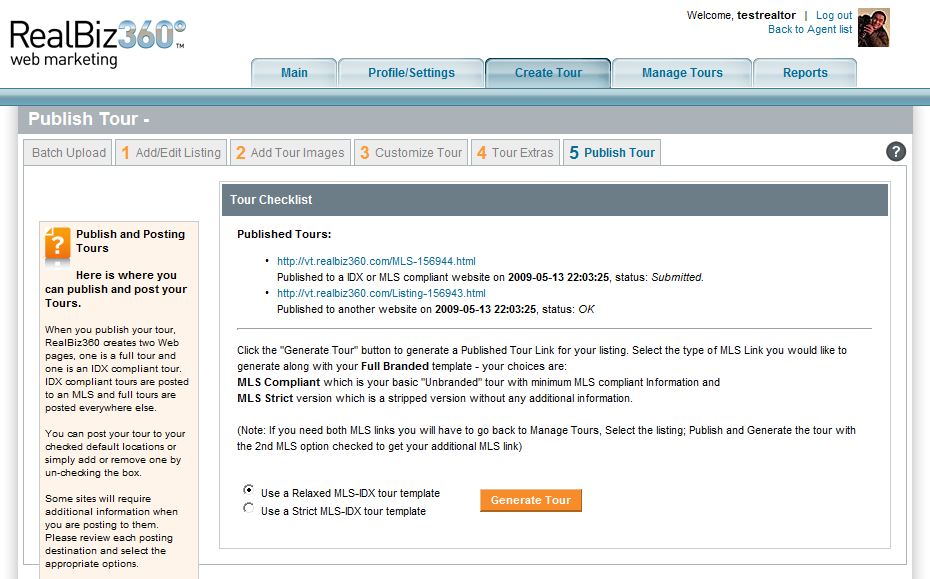 Welcome, testrealtor | Log out
Back to Agent list
RealBiz360°™
web marketing
Main
Profile/Settings
Create Tour
Manage Tours
Reports
Publish Tour -
Batch Upload
1 Add/Edit Listing
2 Add Tour Images
3 Customize Tour
4 Tour Extras
5 Publish Tour
?
?
Publish and Posting
Tours
Here is where you
can publish and post your
Tours.
When you publish your tour,
RealBiz360 creates two Web
pages, one is a full tour and
one is an IDX compliant tour.
IDX compliant tours are posted
to an MLS and full tours are
posted everywhere else.
You can post your tour to your
checked default locations or
simply add or remove one by
un-checking the box.
Some sites will require
additional information when
you are posting to them.
Please review each posting
destination and select the
appropriate options.
Tour Checklist
Published Tours:
• http://vt.realbiz360.com/MLS-156944.html
Published to a IDX or MLS compliant website on 2009-05-13 22:03:25, status: Submitted.
• http://vt.realbiz360.com/Listing-156943.html
Published to another website on 2009-05-13 22:03:25, status: OK
Click the "Generate Tour" button to generate a Published Tour Link for your listing. Select the type of MLS Link you would like to
generate along with your Full Branded template - your choices are:
MLS Compliant which is your basic "Unbranded" tour with minimum MLS compliant Information and
MLS Strict version which is a stripped version without any additional information.
(Note: If you need both MLS links you will have to go back to Manage Tours, Select the listing; Publish and Generate the tour with
the 2nd MLS option checked to get your additional MLS link)
Use a Relaxed MLS-IDX tour template
Use a Strict MLS-IDX tour template
Generate Tour